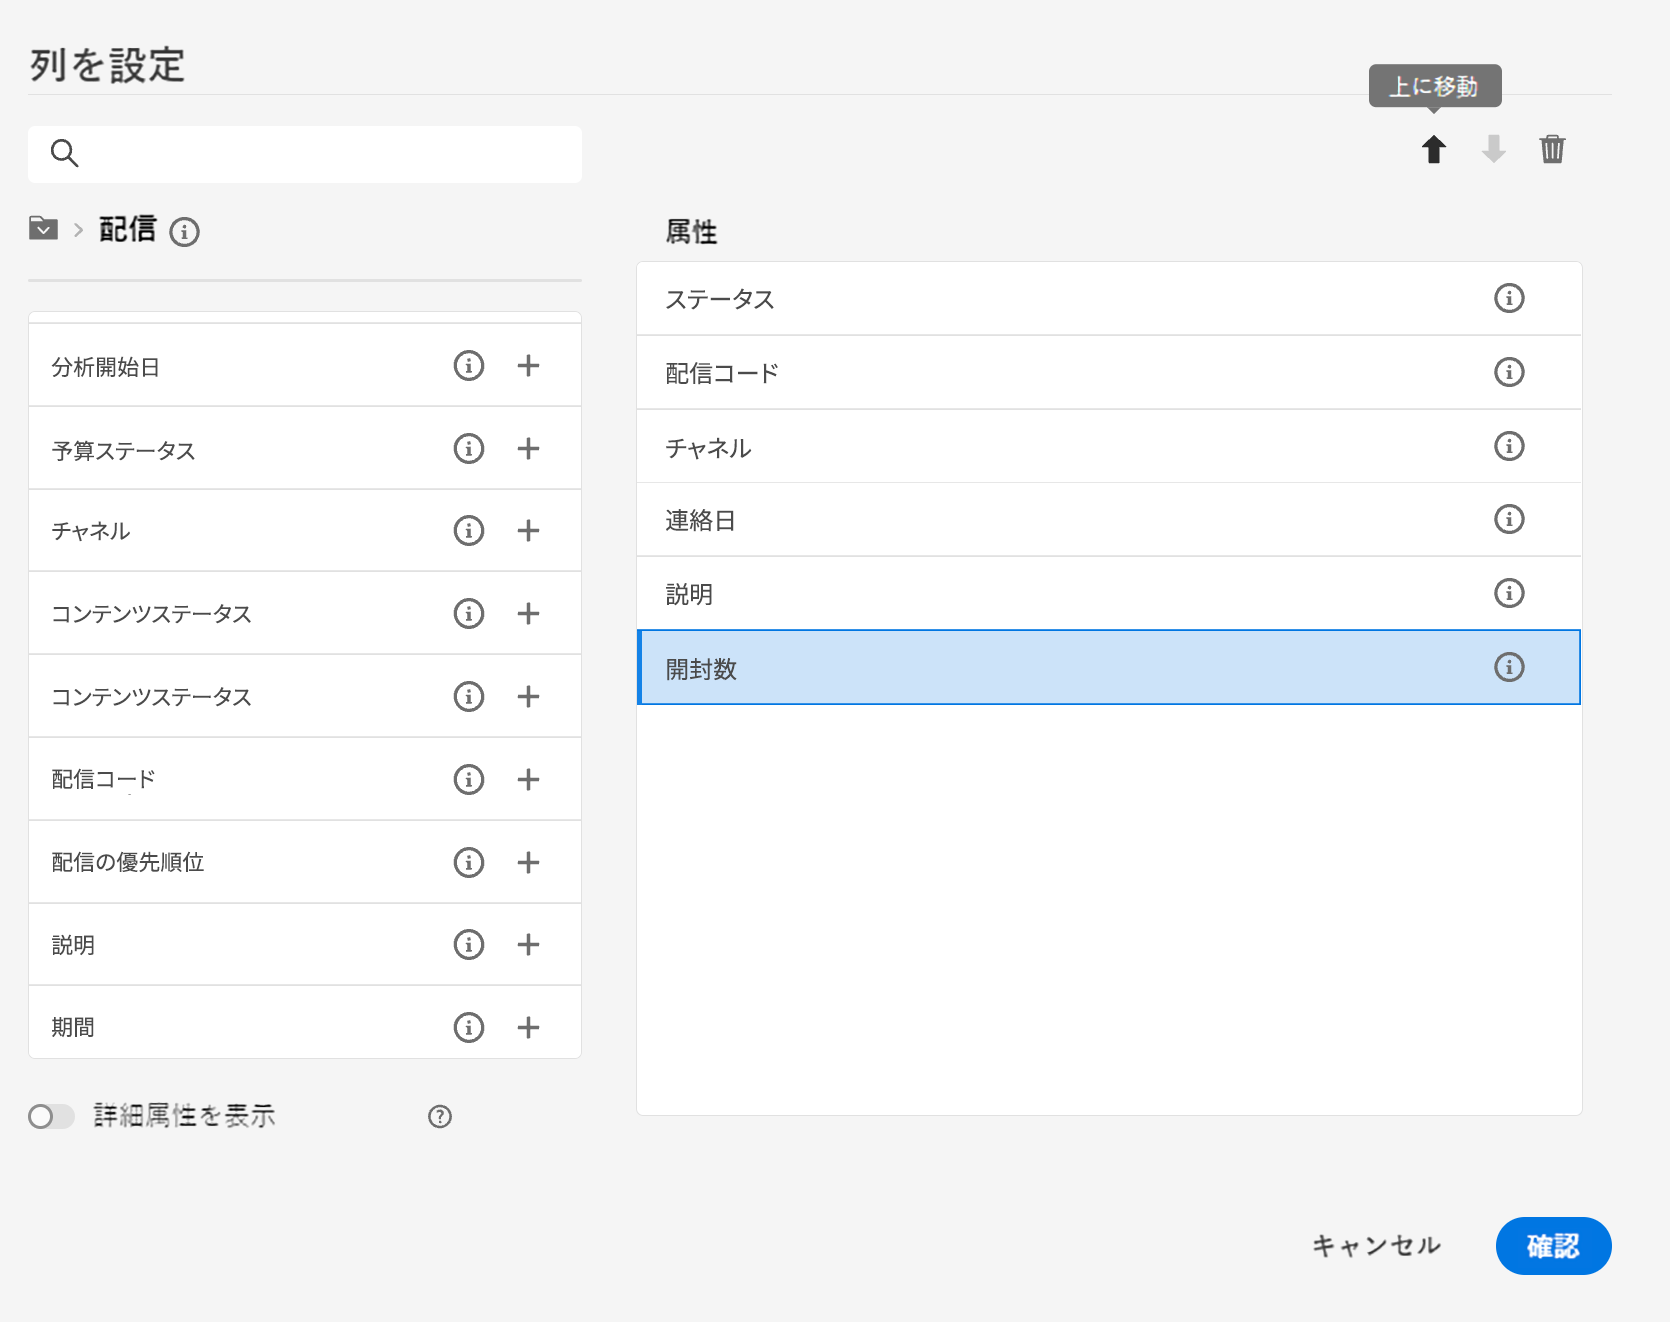 列を設定
上に移動
配信
分析開始日
予算ステータス
チャネル
コンテンツステータス
コンテンツステータス
配信コード
配信の優先順位
説明
期間
詳細属性を表示
属性
ステータス
配信コード
チャネル
連絡日
説明
開封数
キャンセル
確認